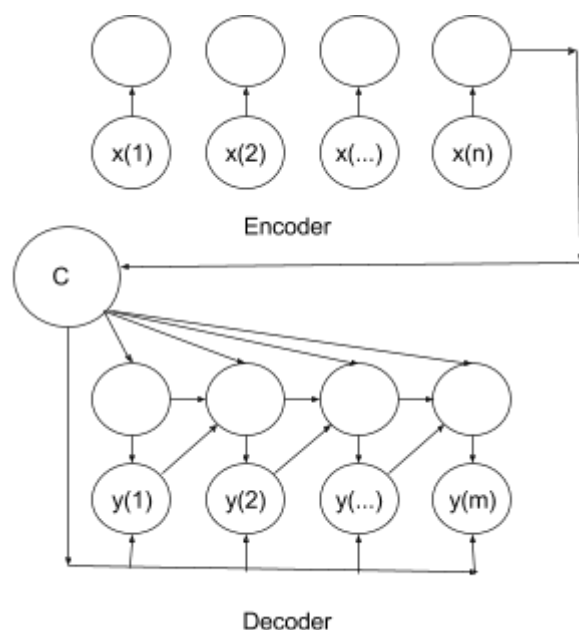 x(1) x(2) x(...) x(n)
Encoder
C
y(1) y(2) y(...) y(m)
Decoder